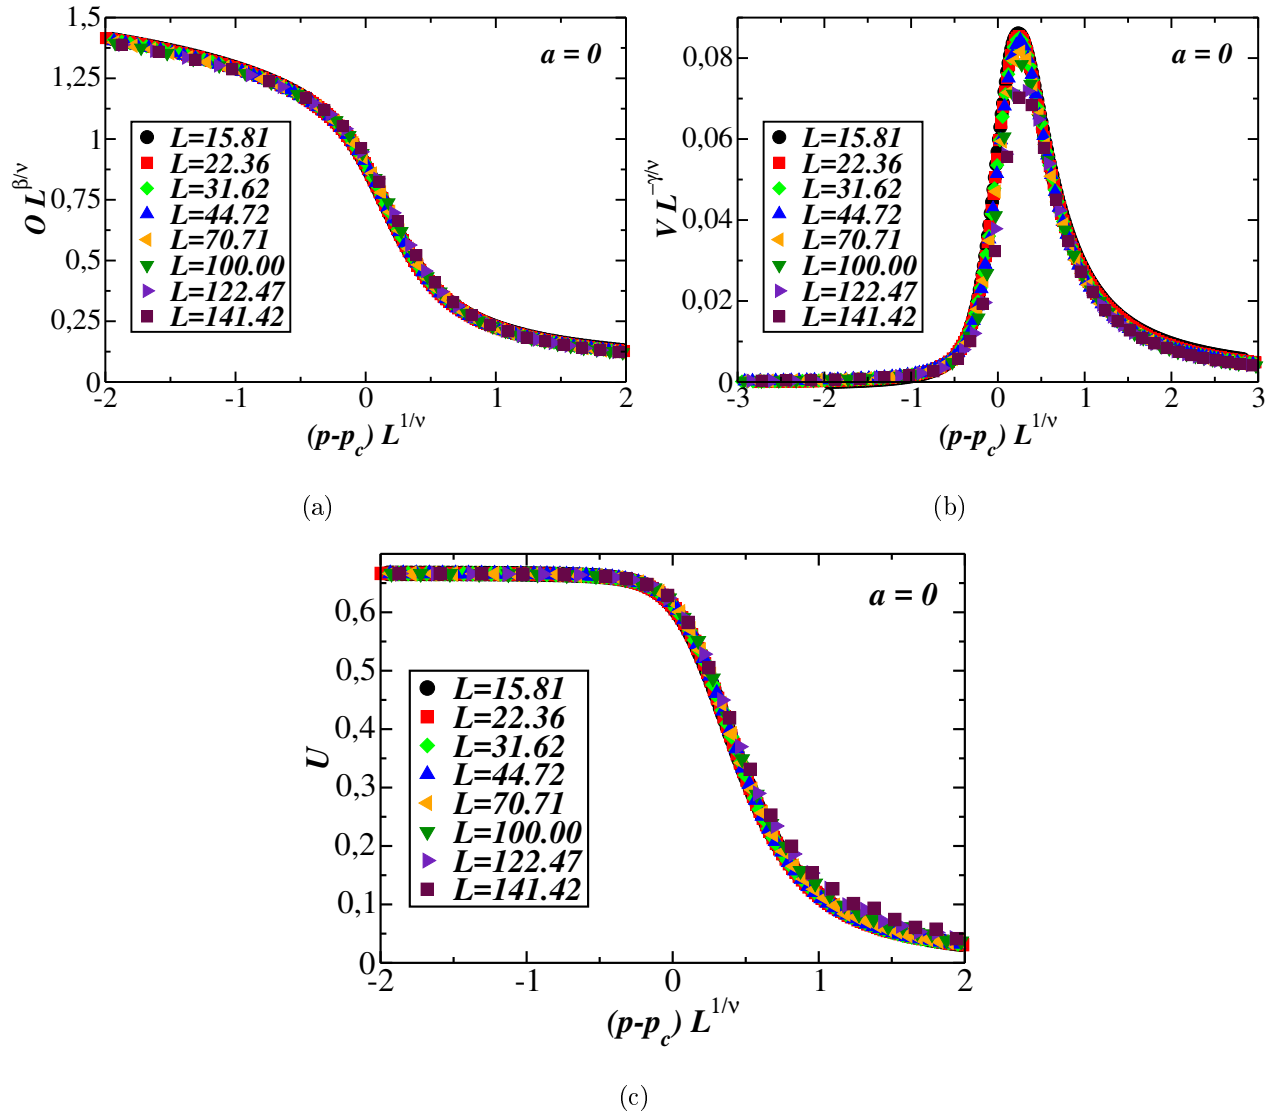 1,5
1,25
1
0,75
0,5
0,25
0
-2
-1
0
1
2
O L^{β/ν}
(p-p_c) L^{1/ν}
a = 0
L=15.81
L=22.36
L=31.62
L=44.72
L=70.71
L=100.00
L=122.47
L=141.42
(a)
0,08
0,06
0,04
0,02
0
-3
-2
-1
0
1
2
3
V L^{-γ/ν}
(p-p_c) L^{1/ν}
a = 0
L=15.81
L=22.36
L=31.62
L=44.72
L=70.71
L=100.00
L=122.47
L=141.42
(b)
0,6
0,5
0,4
0,3
0,2
0,1
0
-2
-1
0
1
2
U
(p-p_c) L^{1/ν}
a = 0
L=15.81
L=22.36
L=31.62
L=44.72
L=70.71
L=100.00
L=122.47
L=141.42
(c)